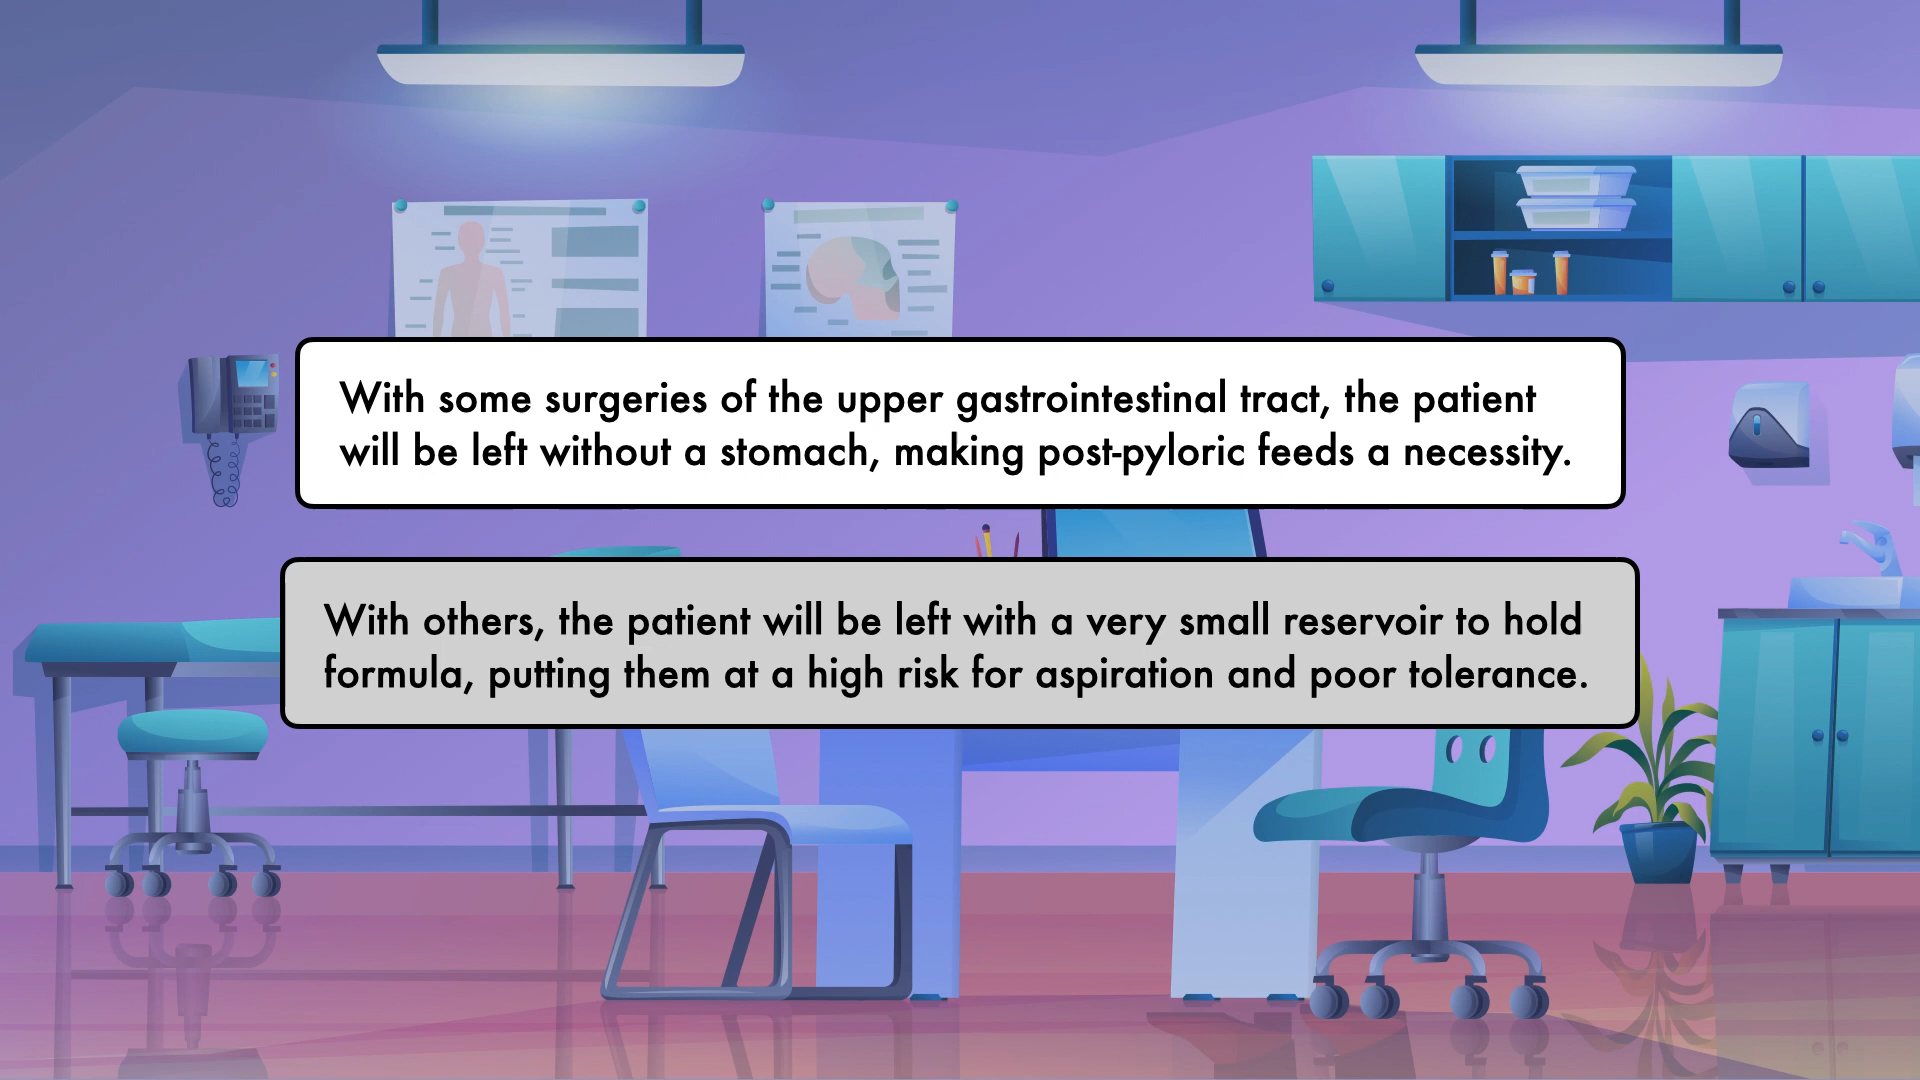 With some surgeries of the upper gastrointestinal tract, the patient
will be left without a stomach, making post-pyloric feeds a necessity.
With others, the patient will be left with a very small reservoir to hold
formula, putting them at a high risk for aspiration and poor tolerance.